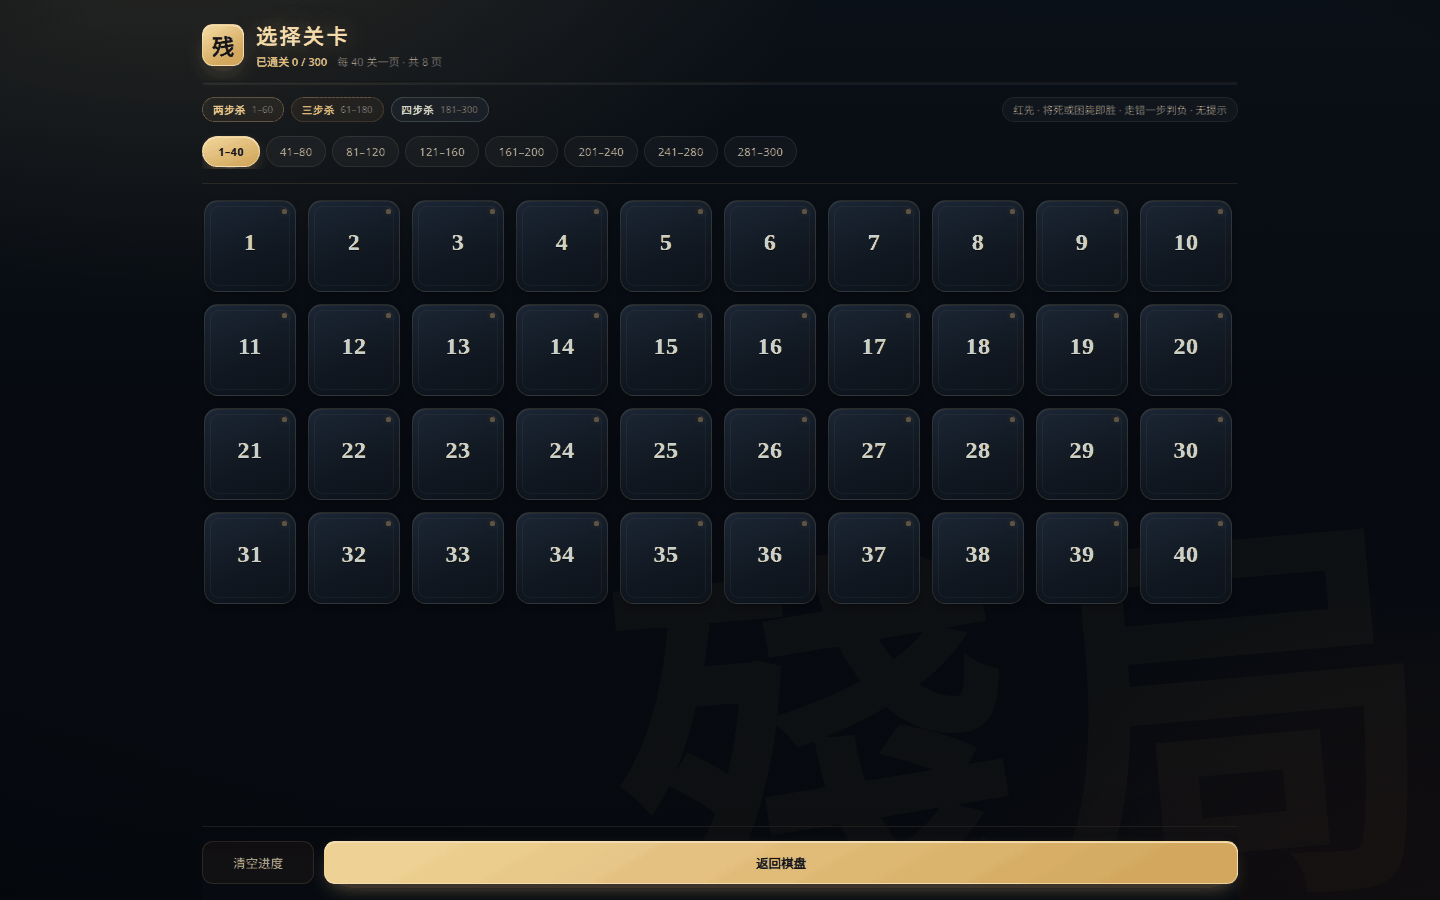 残
选择关卡
已通关 0 / 300 每 40 关一页 · 共 8 页
两步杀 1–60 三步杀 61–180 四步杀 181–300 红先 · 将死或困毙即胜 · 走错一步判负 · 无提示
1–40 41–80 81–120 121–160 161–200 201–240 241–280 281–300
1 2 3 4 5 6 7 8 9 10
11 12 13 14 15 16 17 18 19 20
21 22 23 24 25 26 27 28 29 30
31 32 33 34 35 36 37 38 39 40
殘局
清空进度 返回棋盘